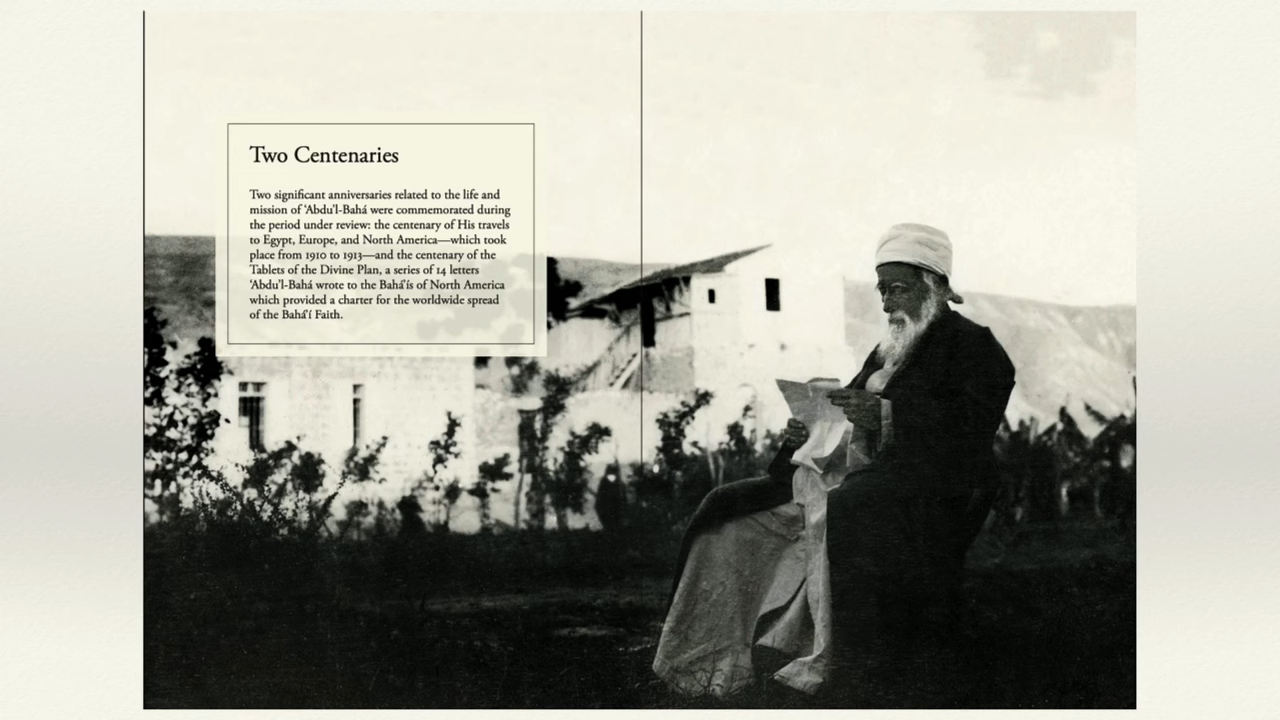 Two Centenaries
Two significant anniversaries related to the life and
mission of ‘Abdu’l-Bahá were commemorated during
the period under review: the centenary of His travels
to Egypt, Europe, and North America—which took
place from 1910 to 1913—and the centenary of the
Tablets of the Divine Plan, a series of 14 letters
‘Abdu’l-Bahá wrote to the Bahá’ís of North America
which provided a charter for the worldwide spread
of the Bahá’í Faith.